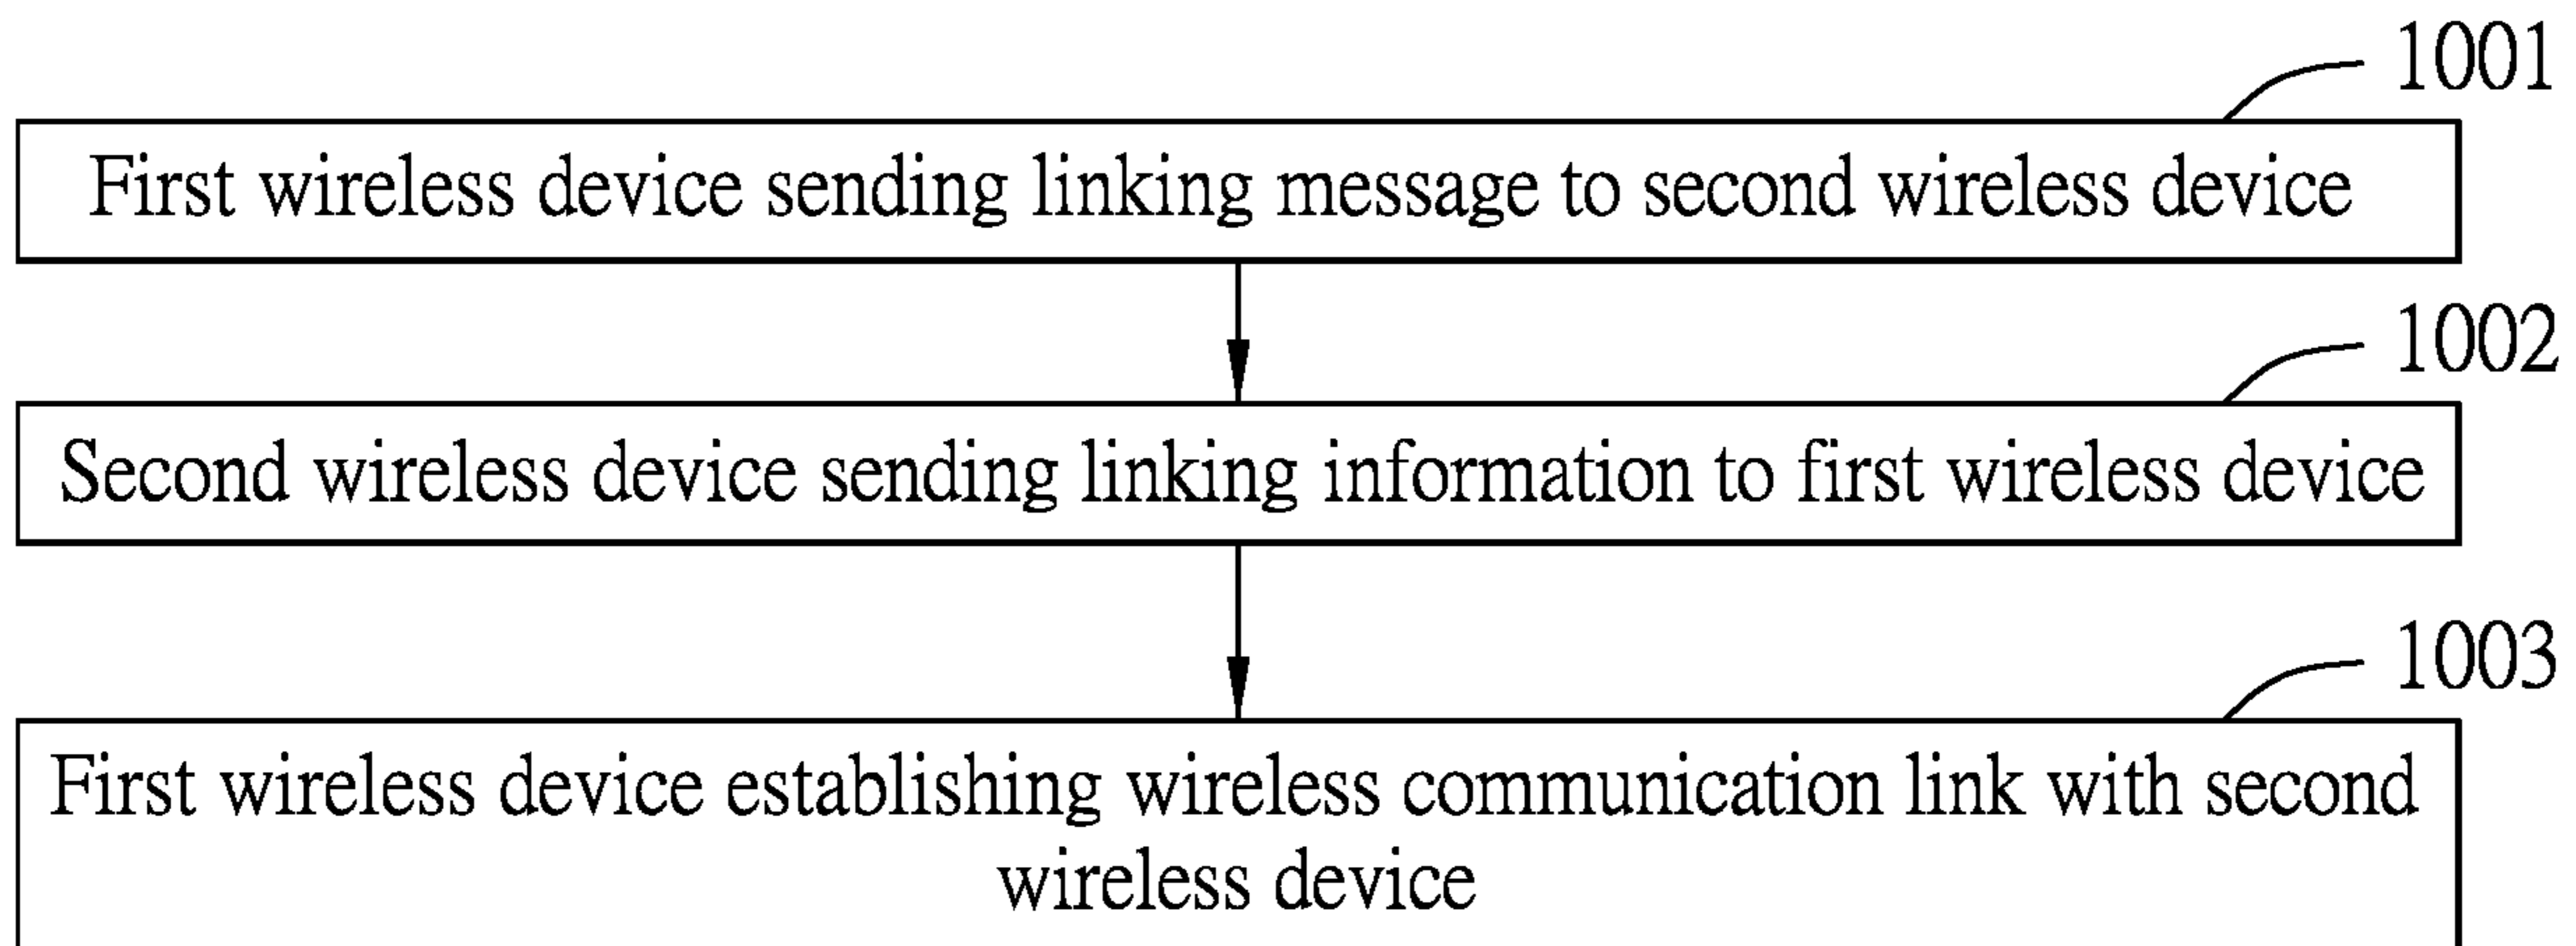 1001
First wireless device sending linking message to second wireless device
1002
Second wireless device sending linking information to first wireless device
1003
First wireless device establishing wireless communication link with second
wireless device